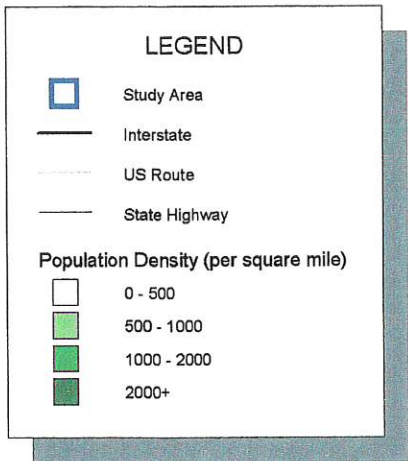 LEGEND
Study Area
Interstate
US Route
State Highway
Population Density (per square mile)
0 - 500
500 - 1000
1000 - 2000
2000+